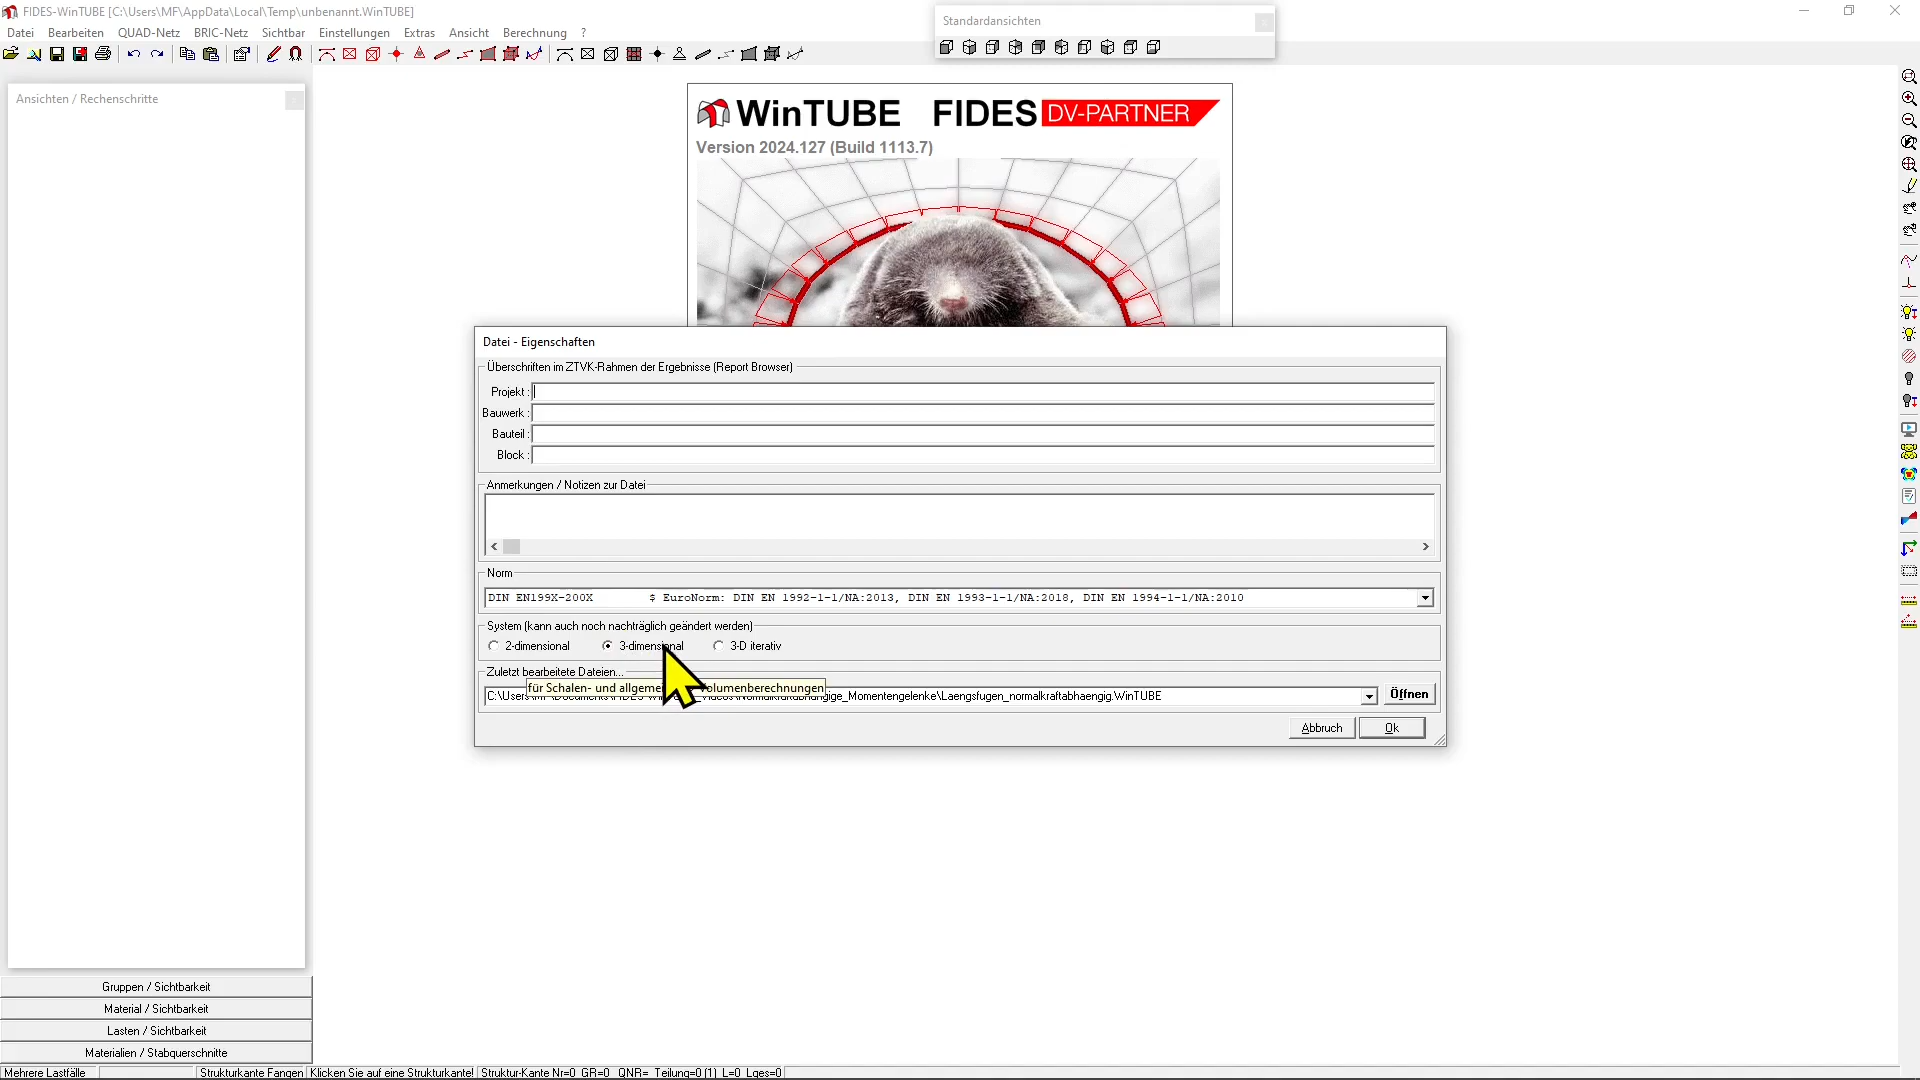 FIDES-WinTUBE [C:\Users\MF\AppData\Local\Temp\unbenannt.WinTUBE]
Datei Bearbeiten QUAD-Netz BRIC-Netz Sichtbar Einstellungen Extras Ansicht Berechnung ?
Standardansichten
Ansichten / Rechenschritte
WinTUBE FIDES DV-PARTNER
Version 2024.127 (Build 1113.7)
Datei - Eigenschaften
Überschriften im ZTVK-Rahmen der Ergebnisse (Report Browser)
Projekt :
Bauwerk :
Bauteil :
Block :
Anmerkungen / Notizen zur Datei
Norm
DIN EN199X-200X $ EuroNorm: DIN EN 1992-1-1/NA:2013, DIN EN 1993-1-1/NA:2018, DIN EN 1994-1-1/NA:2010
System (kann auch noch nachträglich geändert werden)
2-dimensional 3-dimensional 3-D iterativ
Zuletzt bearbeitete Dateien...
für Schalen- und
C:\Users\Laengsfugen_normalkraftabhaengig.WinTUBE Öffnen
Abbruch Ok
Gruppen / Sichtbarkeit
Material / Sichtbarkeit
Lasten / Sichtbarkeit
Materialien / Stabquerschnitte
Mehrere Lastfälle Strukturkante Fangen Klicken Sie auf eine Strukturkante! Struktur-Kante Nr=0 GR=0 QNR= Teilung=0 (1) L=0 Lges=0